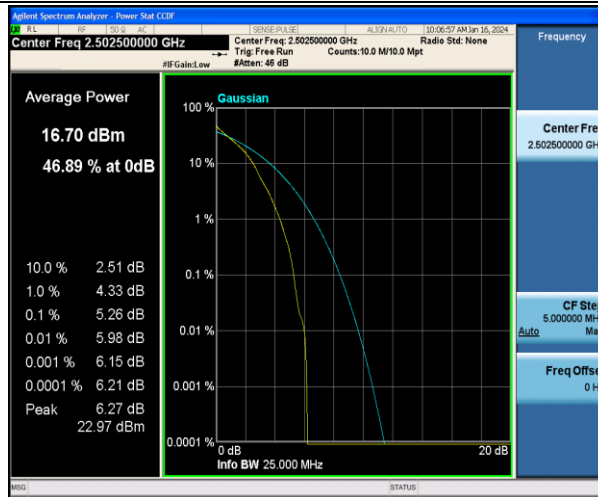 Agilent Spectrum Analyzer - Power Stat CCDF
RL RF 50 Ω AC SENSE:PULSE ALIGN AUTO 10:06:57 AM Jan 16, 2024
Center Freq 2.502500000 GHz
Center Freq: 2.502500000 GHz Radio Std: None
Trig: Free Run Counts:10.0 M/10.0 Mpt
#IFGain:Low #Atten: 46 dB
Frequency
Average Power
16.70 dBm
46.89 % at 0dB
10.0 % 2.51 dB
1.0 % 4.33 dB
0.1 % 5.26 dB
0.01 % 5.98 dB
0.001 % 6.15 dB
0.0001 % 6.21 dB
Peak 6.27 dB
22.97 dBm
Gaussian
100 %
10 %
1 %
0.1 %
0.01 %
0.001 %
0.0001 %
0 dB 20 dB
Info BW 25.000 MHz
Center Fre
2.502500000 GH
CF Ste
5.000000 MH
Auto Ma
Freq Offse
0 H
MSG STATUS